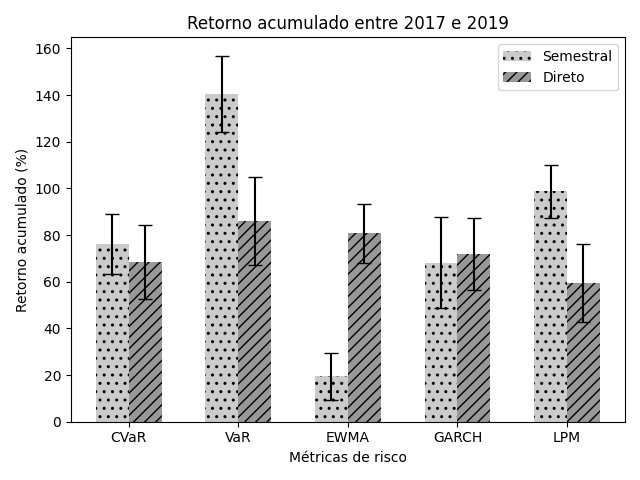 Retorno acumulado entre 2017 e 2019
Semestral
Direto
Retorno acumulado (%)
160
140
120
100
80
60
40
20
0
CVaR VaR EWMA GARCH LPM
Métricas de risco